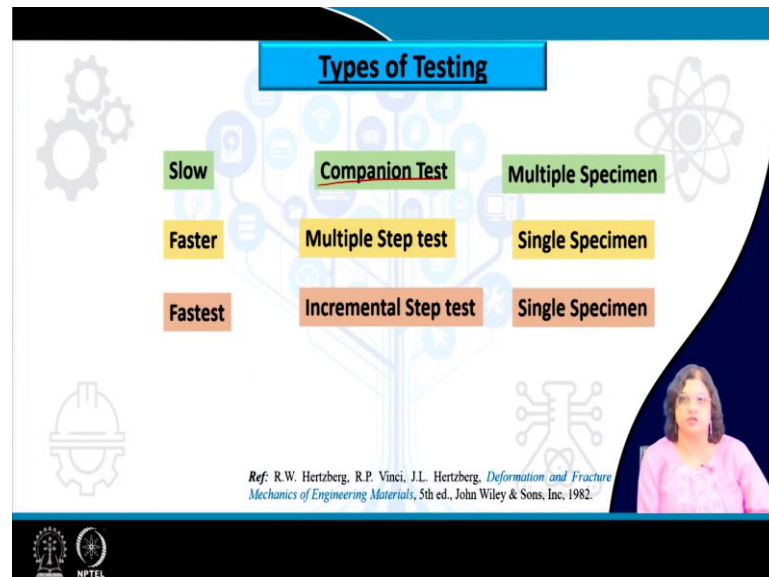 Types of Testing
Slow Companion Test Multiple Specimen
Faster Multiple Step test Single Specimen
Fastest Incremental Step test Single Specimen
Ref: R.W. Hertzberg, R.P. Vinci, J.L. Hertzberg, Deformation and Fracture
Mechanics of Engineering Materials, 5th ed., John Wiley & Sons, Inc, 1982.
NPTEL